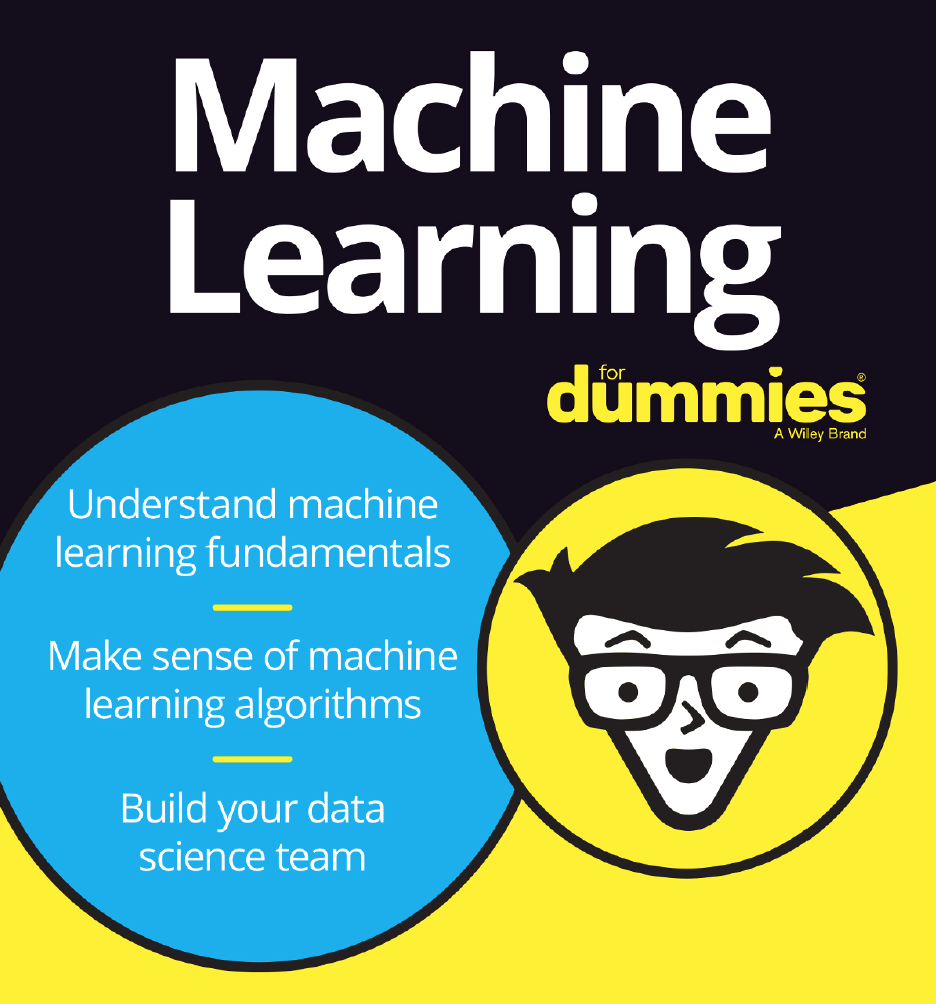 Machine
Learning
for
dummies®
A Wiley Brand
Understand machine
learning fundamentals
Make sense of machine
learning algorithms
Build your data
science team